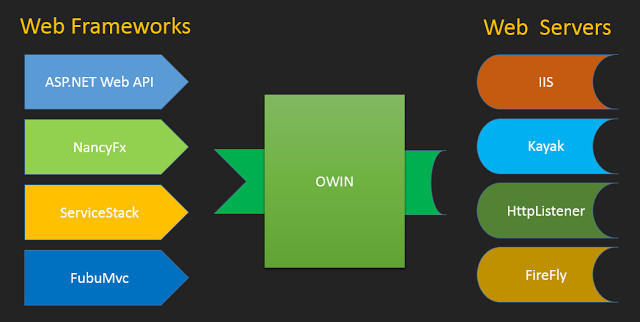 Web Frameworks
ASP.NET Web API
NancyFx
ServiceStack
FubuMvc
OWIN
Web Servers
IIS
Kayak
HttpListener
FireFly